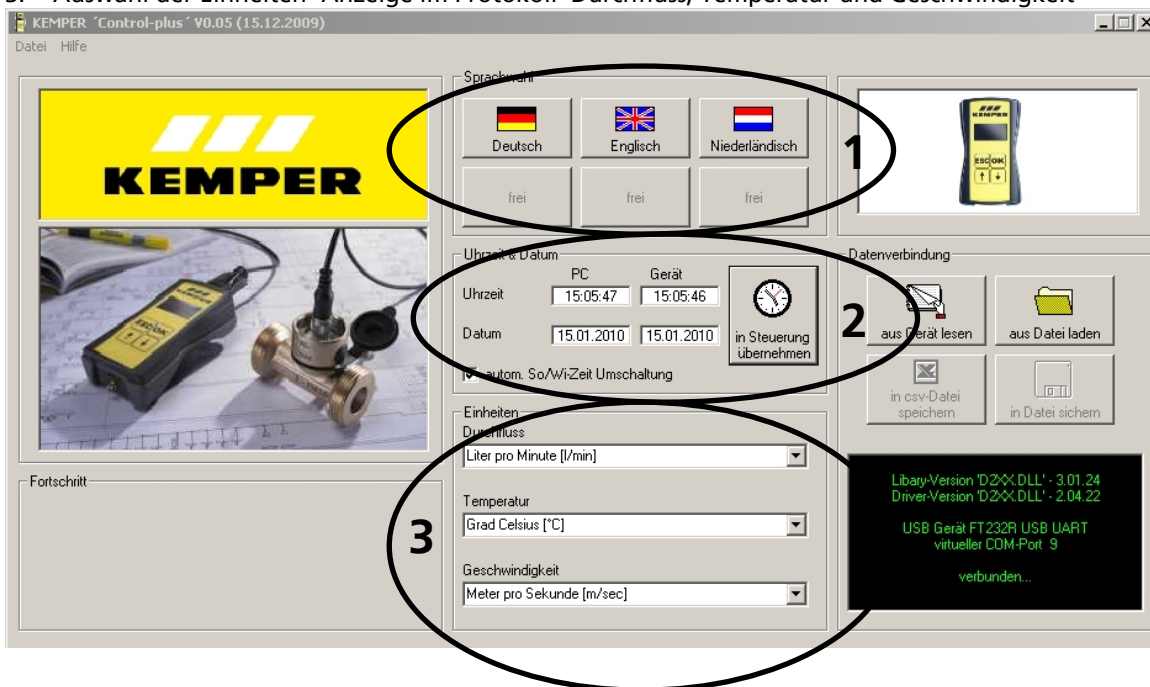 3. Auswahl der Einheiten- Anzeige im Protokoll- Durchfluss, Temperatur und Geschwindigkeit
KEMPER ´Control-plus´ V0.05 (15.12.2009)
Datei Hilfe
KEMPER
Fortschritt
Sprachwahl
Deutsch
Englisch
Niederländisch
frei
frei
frei
1
Uhrzeit & Datum
PC
Gerät
Uhrzeit
15:05:47
15:05:46
Datum
15.01.2010
15.01.2010
in Steuerung
übernehmen
autom. So/Wi-Zeit Umschaltung
2
Einheiten
Durchfluss
Liter pro Minute [l/min]
Temperatur
Grad Celsius [°C]
Geschwindigkeit
Meter pro Sekunde [m/sec]
3
KEMPER
ESC OK
Datenverbindung
aus Gerät lesen
aus Datei laden
in csv-Datei
speichern
in Datei sichern
Libary-Version 'D2XX.DLL' - 3.01.24
Driver-Version 'D2XX.DLL' - 2.04.22
USB Gerät FT232R USB UART
virtueller COM-Port 9
verbunden...